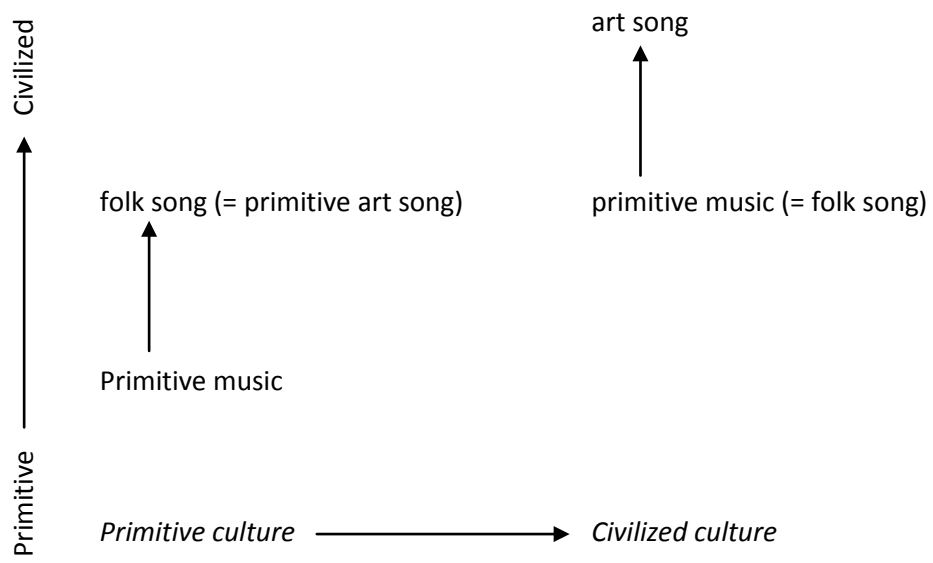 art song
Civilized
folk song (= primitive art song)
primitive music (= folk song)
Primitive music
Primitive
Primitive culture
Civilized culture